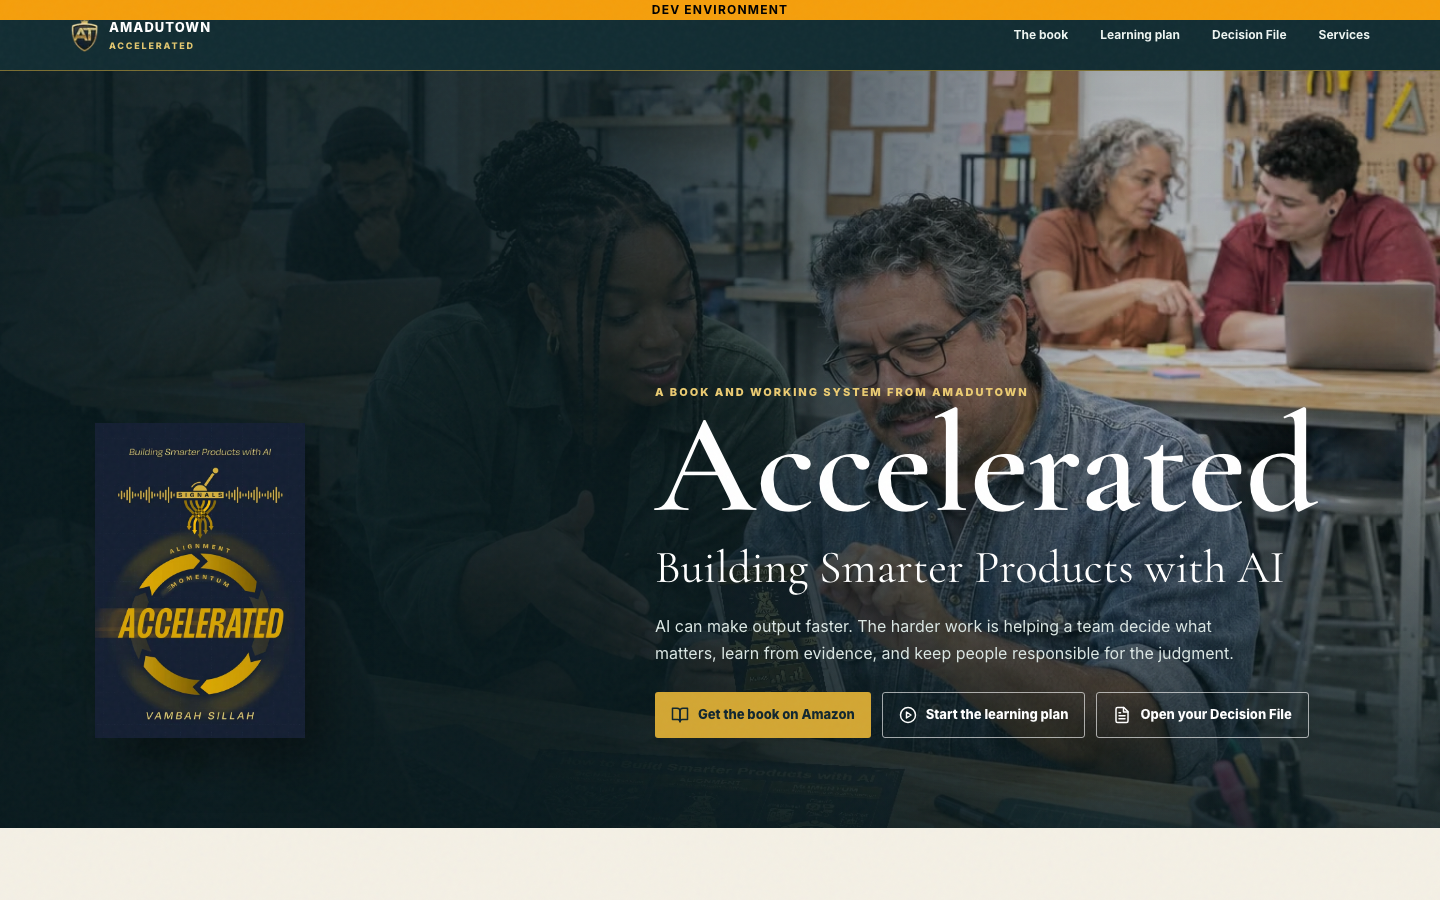 DEV ENVIRONMENT
AMADUTOWN
ACCELERATED
The book
Learning plan
Decision File
Services
A BOOK AND WORKING SYSTEM FROM AMADUTOWN
Accelerated
Building Smarter Products with AI
AI can make output faster. The harder work is helping a team decide what
matters, learn from evidence, and keep people responsible for the judgment.
Get the book on Amazon
Start the learning plan
Open your Decision File
Building Smarter Products with AI
SIGNALS
ALIGNMENT
MOMENTUM
ACCELERATED
VAMBAH SILLAH